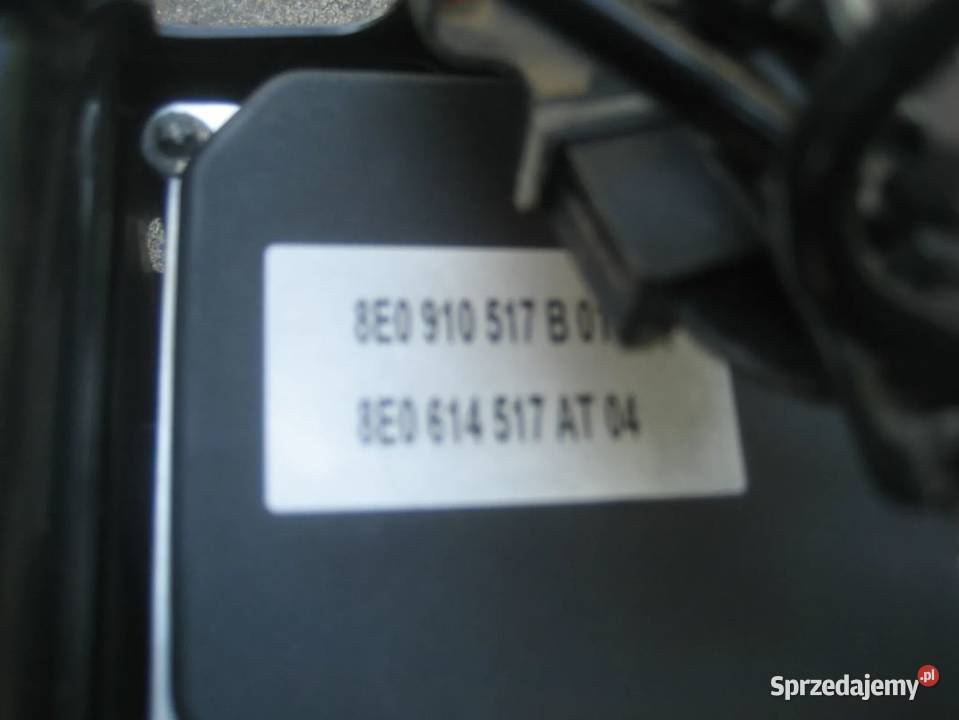 8E0 910 517 B
8E0 614 517 AT 04
Sprzedajemy.pl